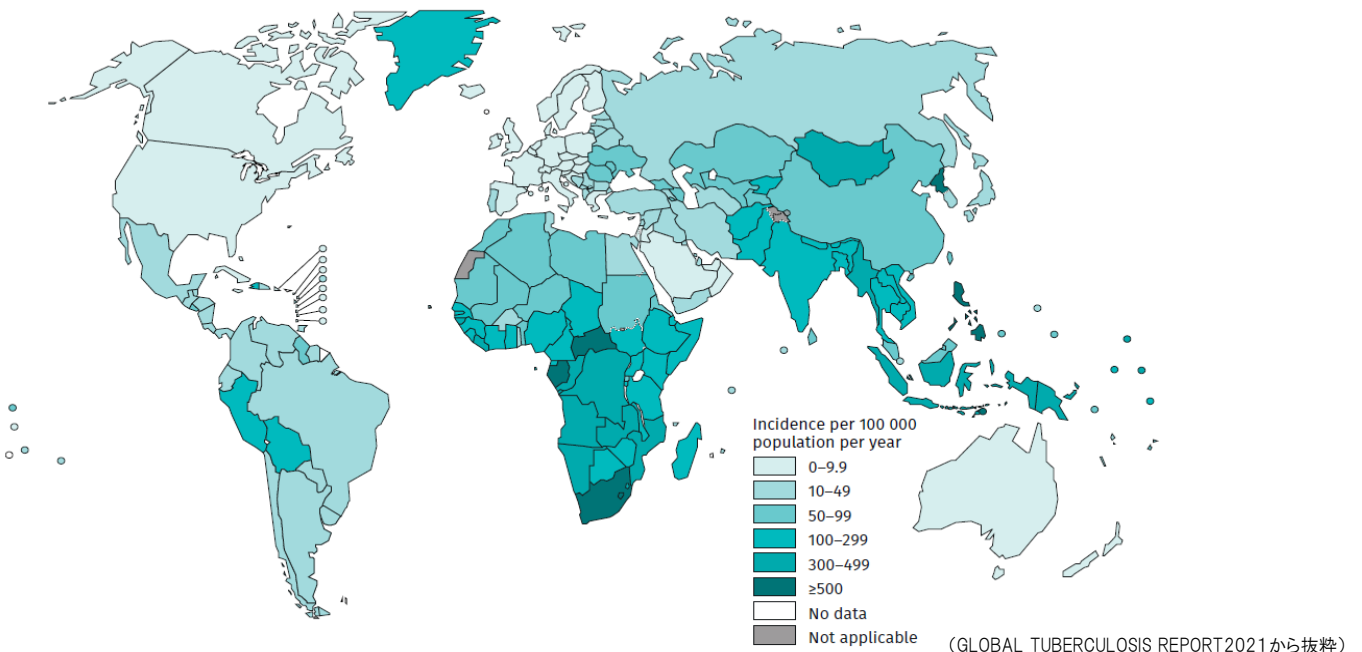 Incidence per 100 000
population per year
0–9.9
10–49
50–99
100–299
300–499
≥500
No data
Not applicable
（GLOBAL TUBERCULOSIS REPORT2021から抜粋）